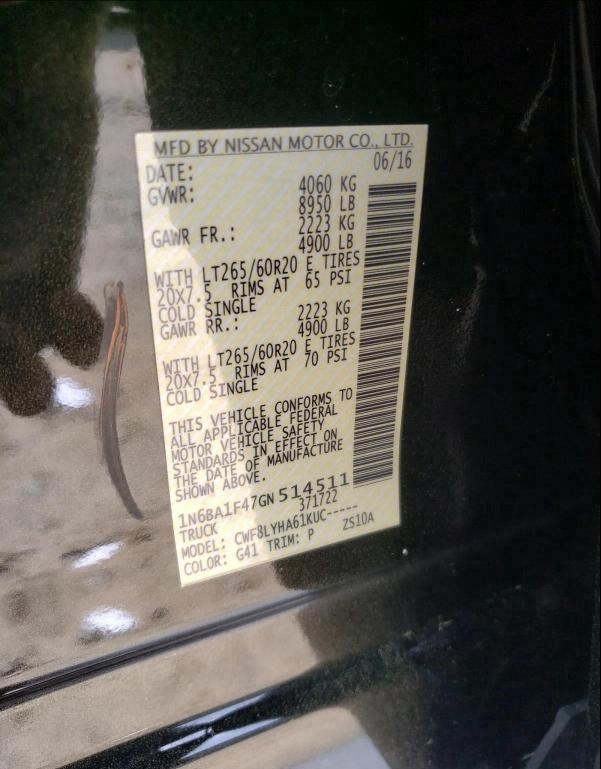 MFD BY NISSAN MOTOR CO., LTD.
DATE: 06/16
GVWR: 4060 KG
8950 LB
GAWR FR.: 2223 KG
4900 LB
WITH LT265/60R20 E TIRES
20X7.5 RIMS AT 65 PSI
COLD SINGLE
GAWR RR.: 2223 KG
4900 LB
WITH LT265/60R20 E TIRES
20X7.5 RIMS AT 70 PSI
COLD SINGLE
THIS VEHICLE CONFORMS TO
ALL APPLICABLE FEDERAL
MOTOR VEHICLE SAFETY
STANDARDS IN EFFECT ON
THE DATE OF MANUFACTURE
SHOWN ABOVE.
1N6BA1F47GN514511
TRUCK 371722
MODEL: CWF8LYHA61KUC-----
COLOR: G41 TRIM: P ZS10A